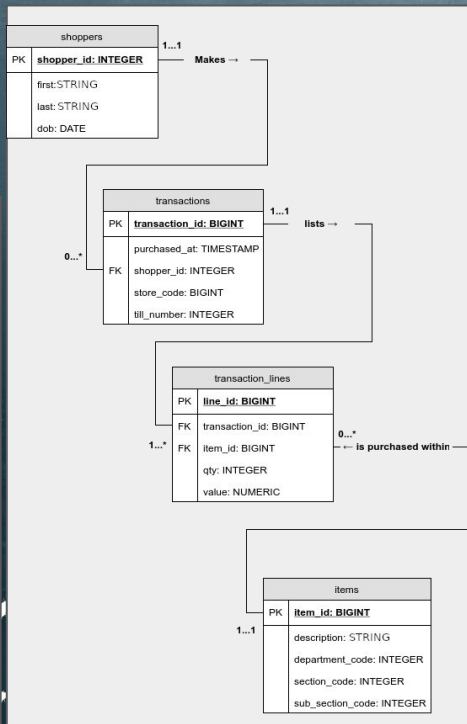 shoppers
1...1
PK shopper_id: INTEGER
Makes →
first:STRING
last: STRING
dob: DATE
transactions
1...1
PK transaction_id: BIGINT
lists →
purchased_at: TIMESTAMP
0...*
FK shopper_id: INTEGER
store_code: BIGINT
till_number: INTEGER
transaction_lines
PK line_id: BIGINT
FK transaction_id: BIGINT
0...*
1...*
FK item_id: BIGINT
← is purchased within
qty: INTEGER
value: NUMERIC
items
PK item_id: BIGINT
1...1
description: STRING
department_code: INTEGER
section_code: INTEGER
sub_section_code: INTEGER